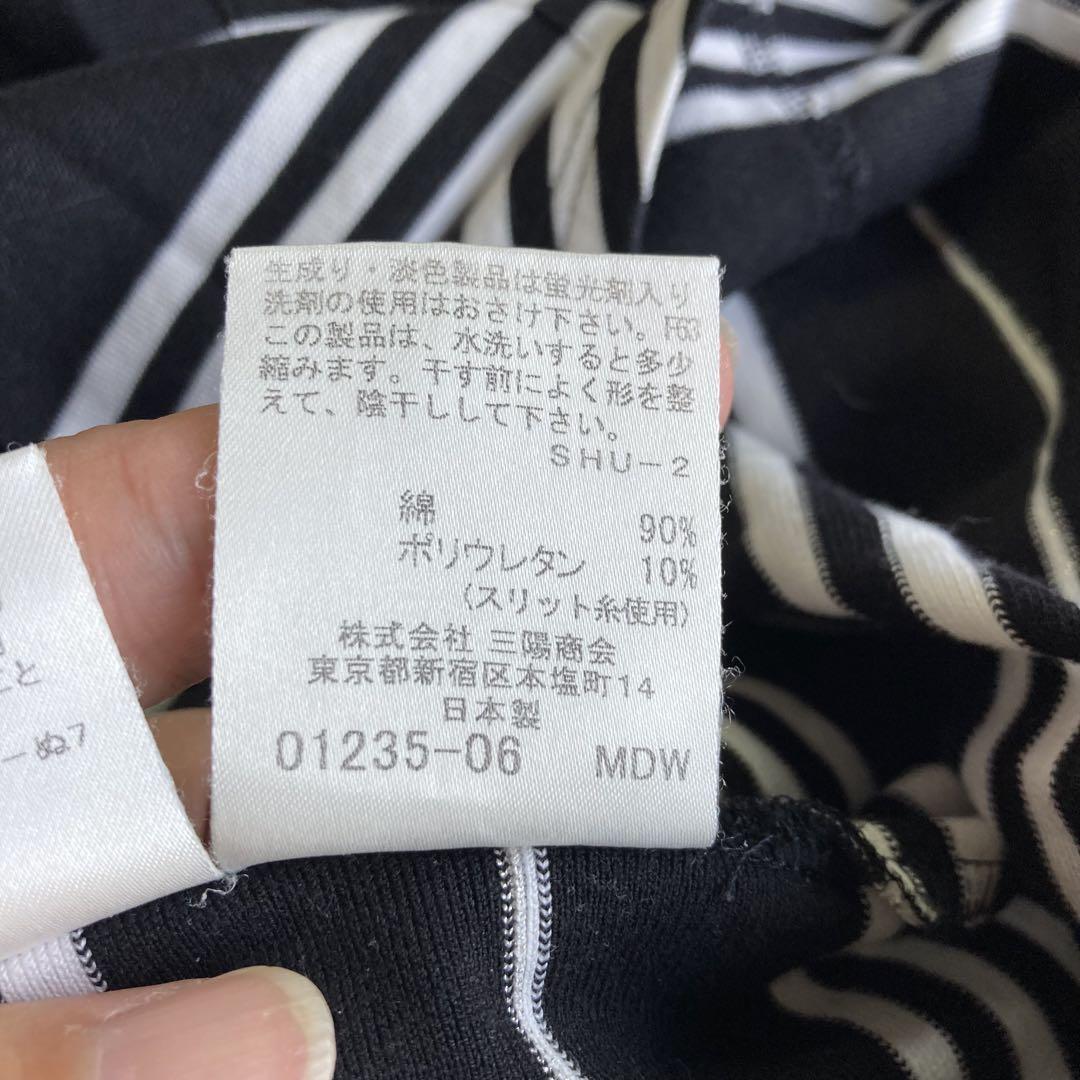 生成り・淡色製品は蛍光剤入り
洗剤の使用はおさけ下さい。F63
この製品は、水洗いすると多少
縮みます。干す前によく形を整
えて、陰干しして下さい。
SHU-2
綿 90%
ポリウレタン 10%
(スリット糸使用)
株式会社 三陽商会
東京都新宿区本塩町14
日本製
01235-06 MDW
こと
-ぬ7